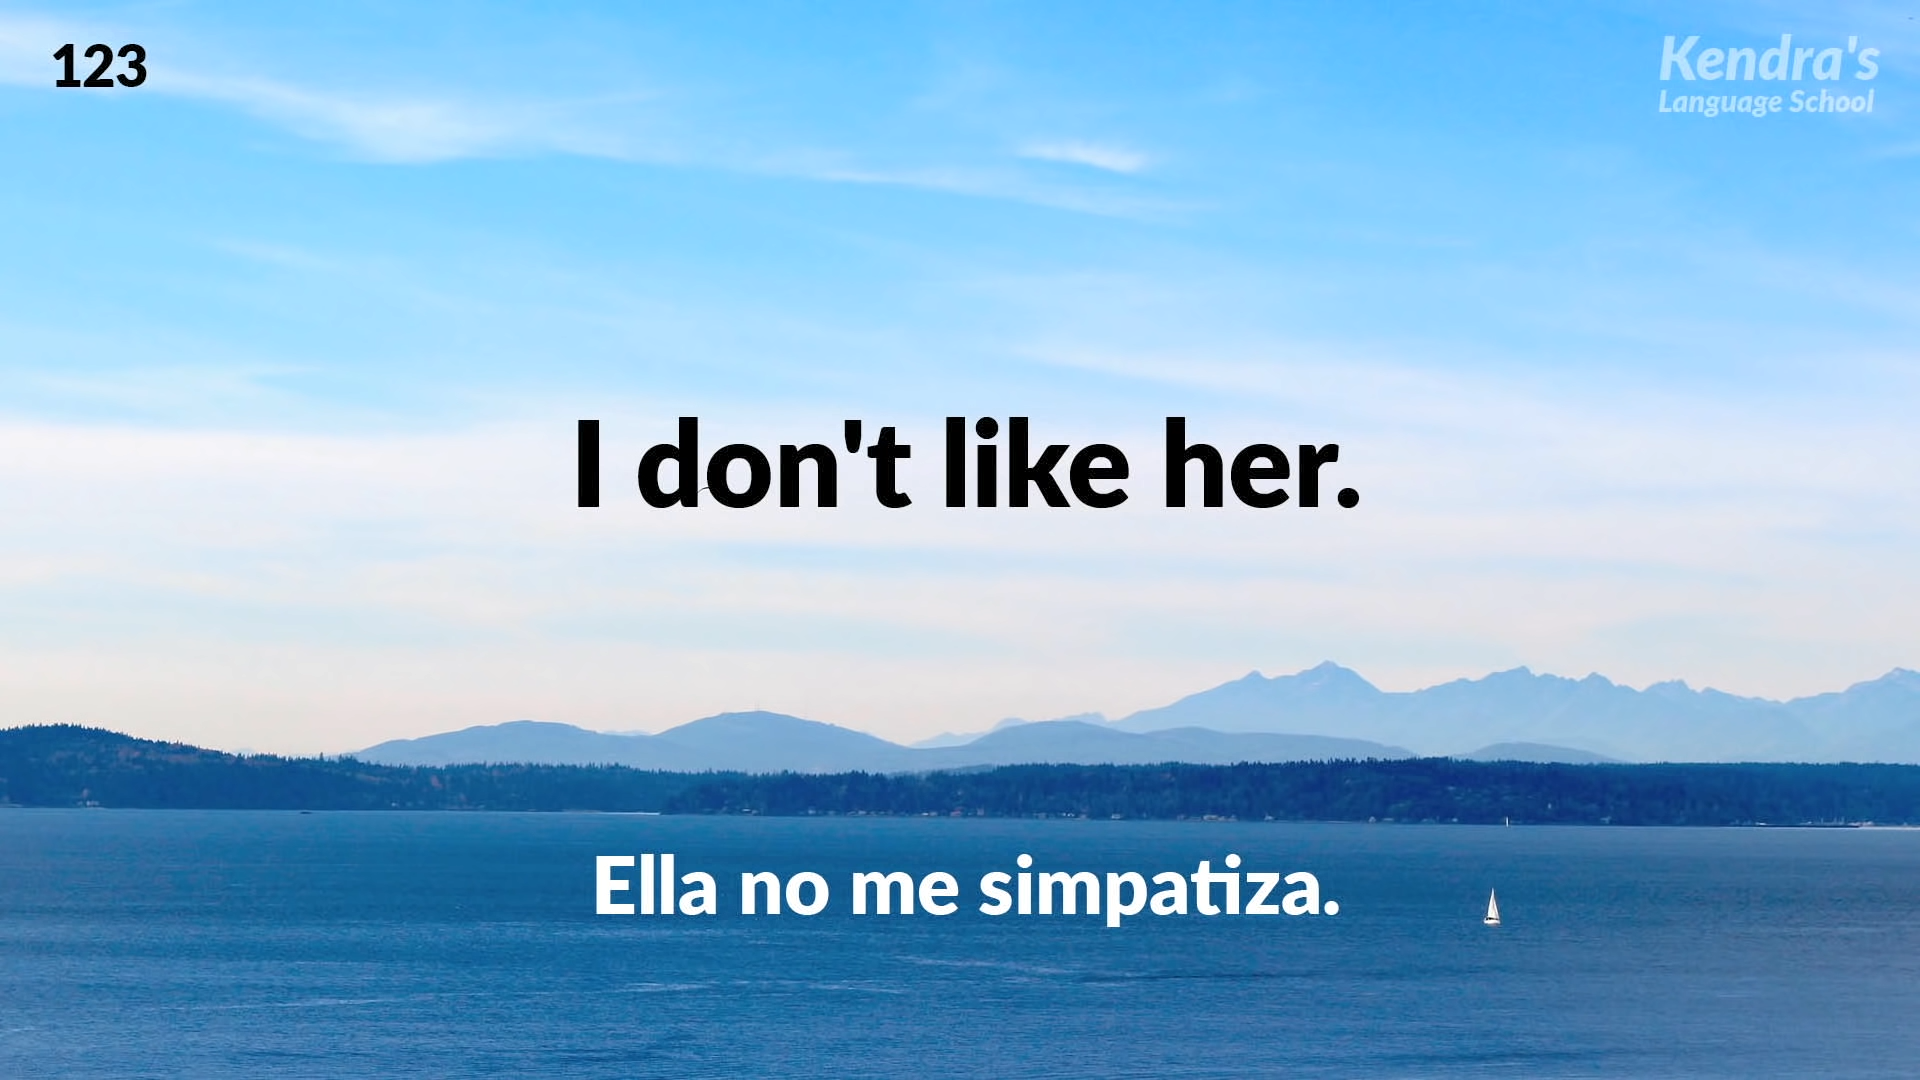 123
Kendra's
Language School
I don't like her.
Ella no me simpatiza.